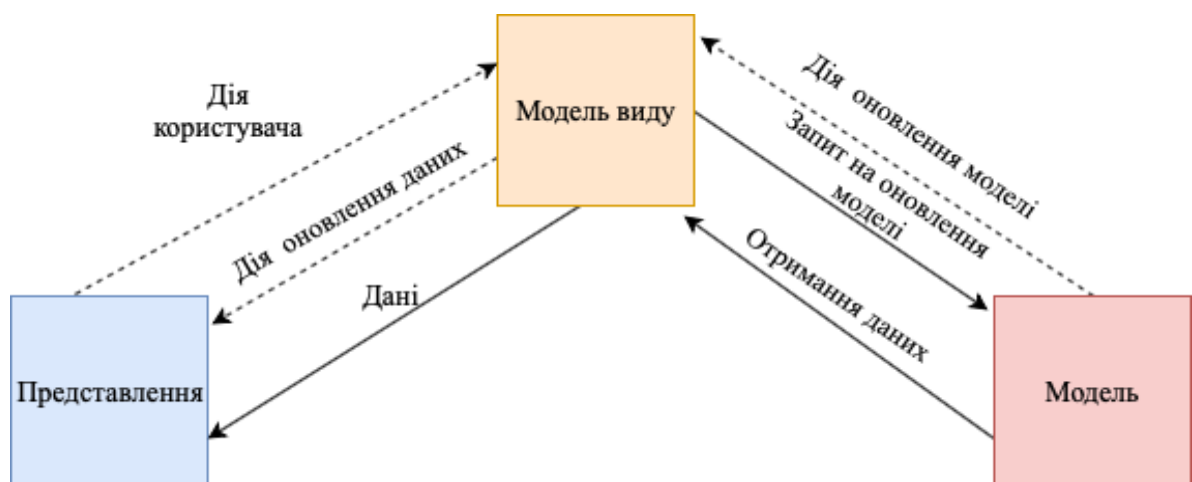 Модель виду
Дія
користувача
Дія оновлення даних
Дані
Дія оновлення моделі
Запит на оновлення
моделі
Отримання даних
Представлення
Модель